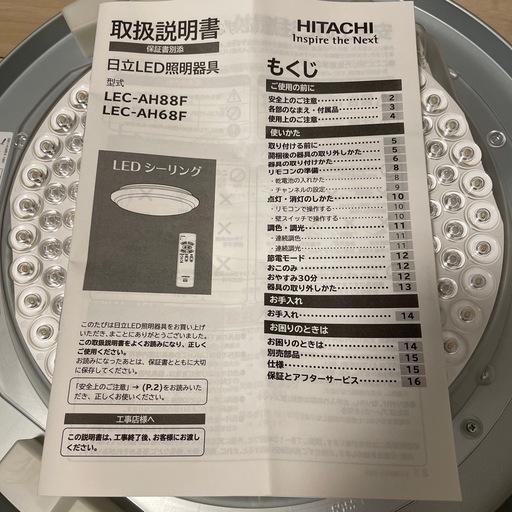 取扱説明書
保証書別添
日立LED照明器具
型式
LEC-AH88F
LEC-AH68F
LED シーリング
このたびは日立LED照明器具をお買い上げ
いただき、まことにありがとうございました。
この取扱説明書をよくお読みになり、正しく
ご使用ください。
お読みになったあとは、保証書とともに大切
に保存してください。
「安全上のご注意」→(P.2)をお読みいた
だき、正しくお使いください。
工事店様へ
この説明書は、工事終了後、お客様にお渡し
ください。
HITACHI
Inspire the Next
もくじ
ご使用の前に
安全上のご注意 2
各部のなまえ・付属品 3
使用上のご注意 4
使いかた
取り付ける前に 5
開梱後の器具の取り外しかた 5
器具の取り付けかた 6
リモコンの準備 8
・乾電池の入れかた 8
・チャンネルの設定 9
点灯・消灯のしかた 10
・リモコンで操作する 10
・壁スイッチで操作する 10
調色・調光 11
・連続調色 11
・連続調光 11
節電モード 12
おこのみ 12
おやすみ30分 12
器具の取り外しかた 13
お手入れ
お手入れ 14
お困りのときは
お困りのときは 14
別売部品 15
仕様 15
保証とアフターサービス 16